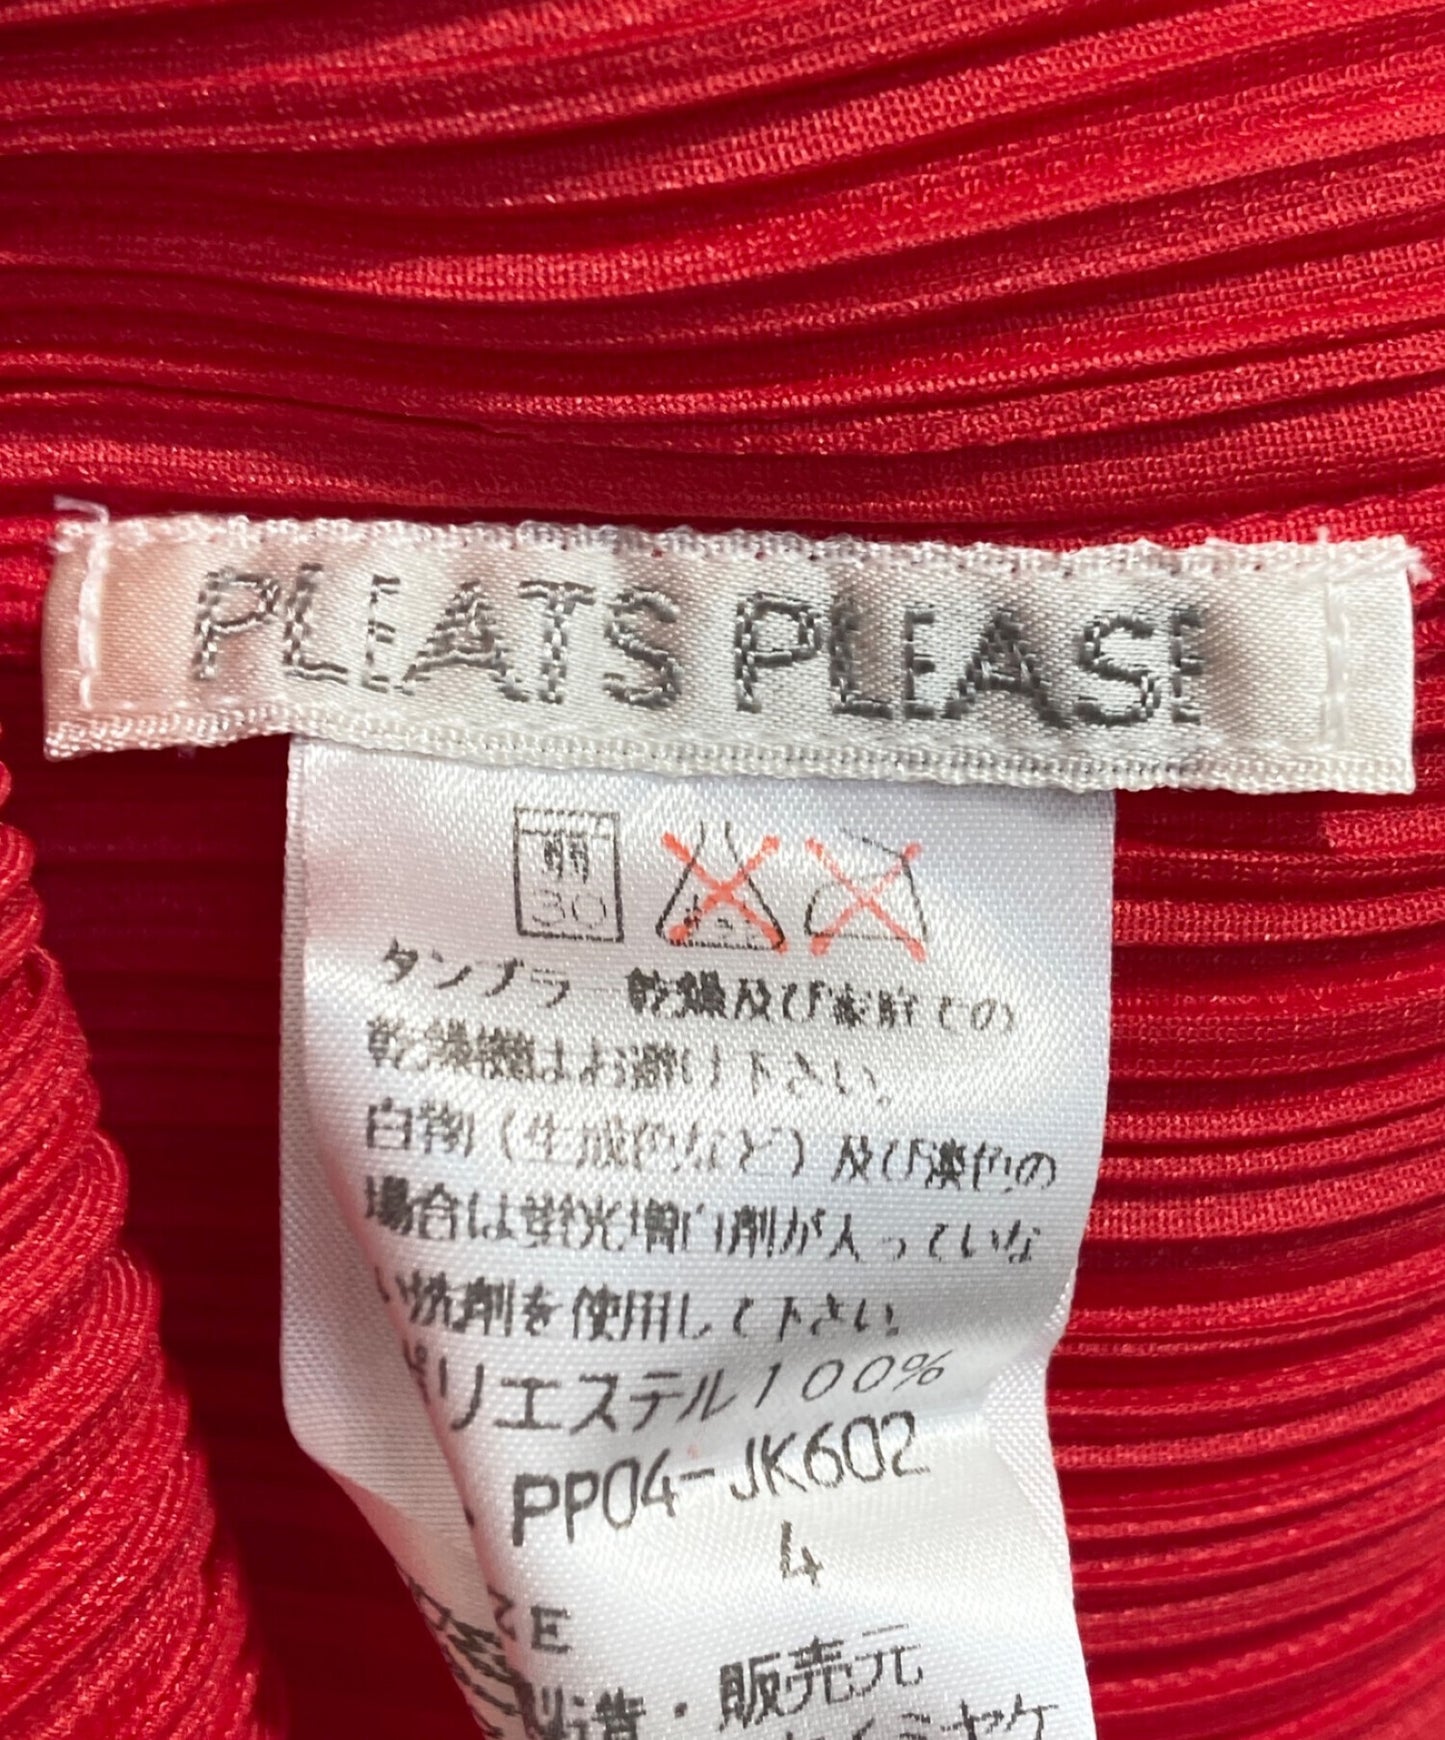 PLEATS PLEASE
弱
30
タンブラー乾燥及び家庭での
乾燥機はお避け下さい。
白物(生成色など)及び淡色の
場合は蛍光増白剤が入っていな
い洗剤を使用して下さい。
ポリエステル100%
PP04-JK602
4
製造・販売元